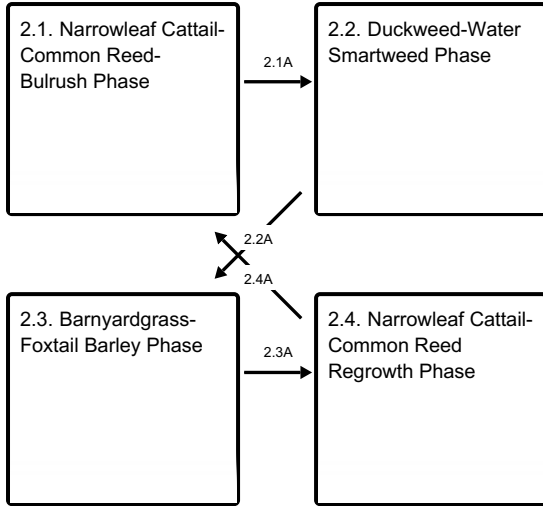 2.1. Narrowleaf Cattail-
Common Reed-
Bulrush Phase
2.1A
2.2. Duckweed-Water
Smartweed Phase
2.2A
2.4A
2.3. Barnyardgrass-
Foxtail Barley Phase
2.3A
2.4. Narrowleaf Cattail-
Common Reed
Regrowth Phase